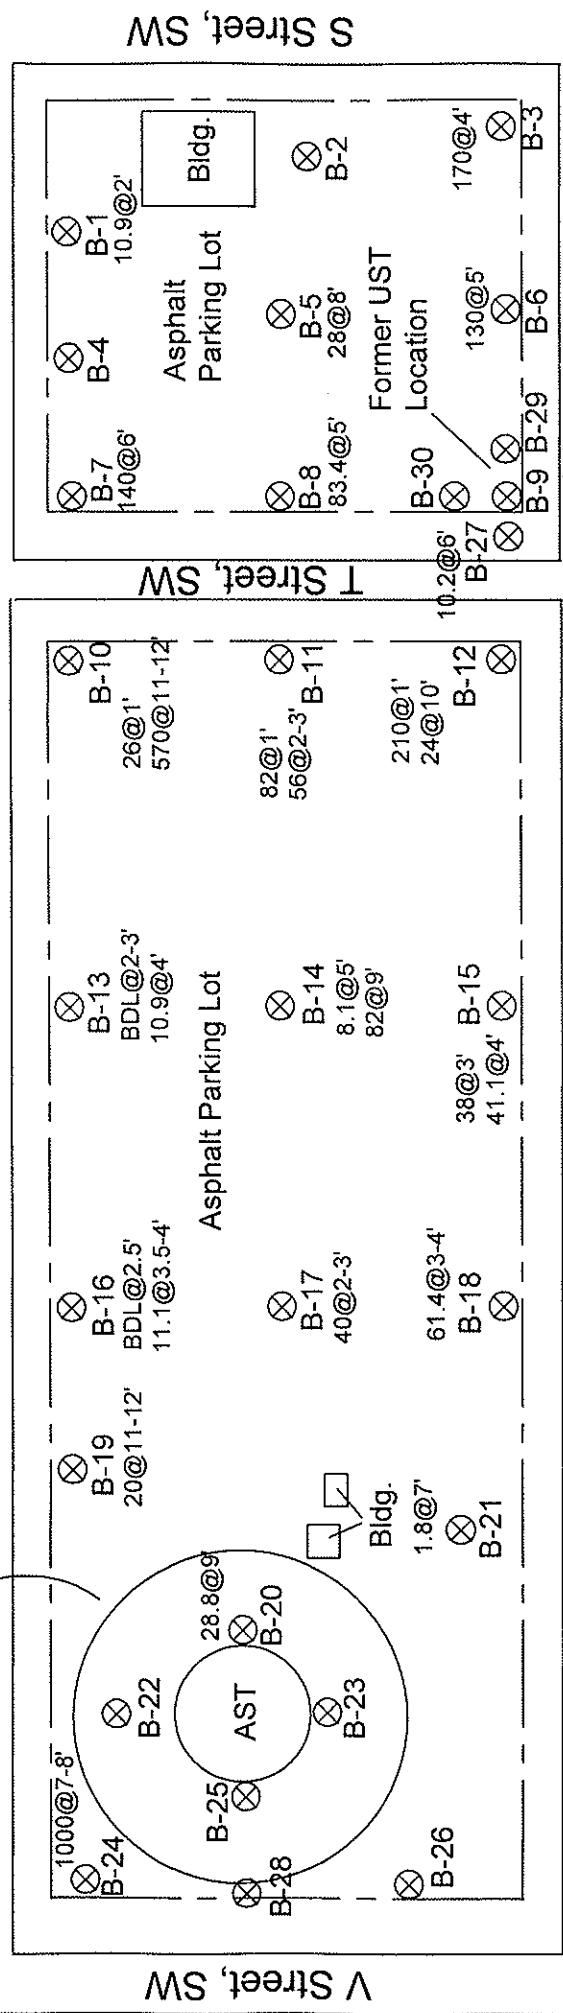 S Street, SW
B-1
10.9@2'
Bldg.
B-2
170@4'
B-3
B-4
Asphalt
Parking Lot
B-5
28@8'
Former UST
Location
130@5'
B-6
B-7
140@6'
B-8
83.4@5'
B-30
B-29
B-9
10.2@6'
B-27
T Street, SW
B-10
26@1'
570@11-12'
B-11
82@1'
56@2-3'
210@1'
24@10'
B-12
B-13
BDL@2-3'
10.9@4'
Asphalt Parking Lot
B-14
8.1@5'
82@9'
38@3'
41.1@4'
B-15
B-16
BDL@2.5'
11.1@3.5-4'
B-17
40@2-3'
61.4@3-4'
B-18
B-19
20@11-12'
Bldg.
1.8@7'
B-21
28.8@9'
B-20
B-22
AST
B-23
B-25
1000@7-8'
B-24
B-28
B-26
V Street, SW